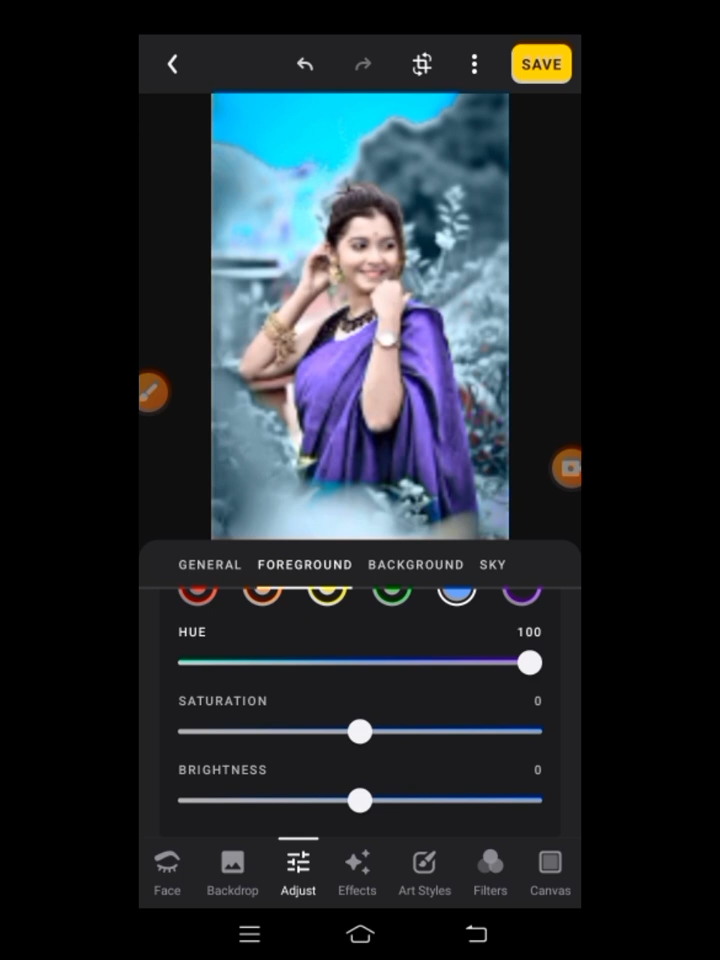 SAVE
GENERAL FOREGROUND BACKGROUND SKY
HUE 100
SATURATION 0
BRIGHTNESS 0
Face Backdrop Adjust Effects Art Styles Filters Canvas